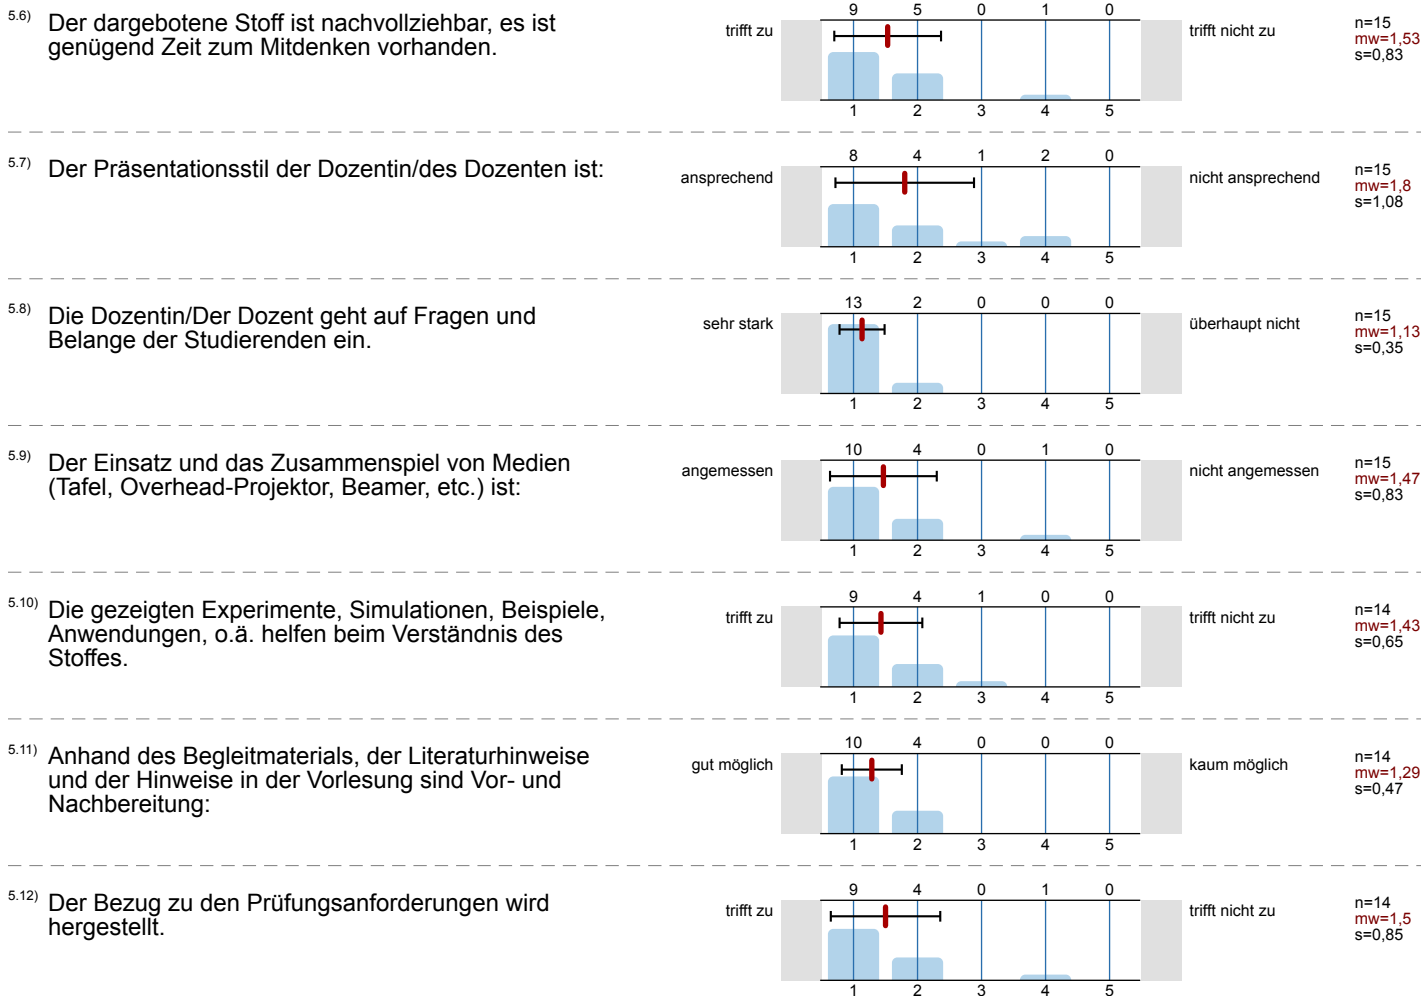 5.6) Der dargebotene Stoff ist nachvollziehbar, es ist
genügend Zeit zum Mitdenken vorhanden.
trifft zu
9 5 0 1 0
1 2 3 4 5
trifft nicht zu
n=15
mw=1,53
s=0,83
5.7) Der Präsentationsstil der Dozentin/des Dozenten ist:
ansprechend
8 4 1 2 0
1 2 3 4 5
nicht ansprechend
n=15
mw=1,8
s=1,08
5.8) Die Dozentin/Der Dozent geht auf Fragen und
Belange der Studierenden ein.
sehr stark
13 2 0 0 0
1 2 3 4 5
überhaupt nicht
n=15
mw=1,13
s=0,35
5.9) Der Einsatz und das Zusammenspiel von Medien
(Tafel, Overhead-Projektor, Beamer, etc.) ist:
angemessen
10 4 0 1 0
1 2 3 4 5
nicht angemessen
n=15
mw=1,47
s=0,83
5.10) Die gezeigten Experimente, Simulationen, Beispiele,
Anwendungen, o.ä. helfen beim Verständnis des
Stoffes.
trifft zu
9 4 1 0 0
1 2 3 4 5
trifft nicht zu
n=14
mw=1,43
s=0,65
5.11) Anhand des Begleitmaterials, der Literaturhinweise
und der Hinweise in der Vorlesung sind Vor- und
Nachbereitung:
gut möglich
10 4 0 0 0
1 2 3 4 5
kaum möglich
n=14
mw=1,29
s=0,47
5.12) Der Bezug zu den Prüfungsanforderungen wird
hergestellt.
trifft zu
9 4 0 1 0
1 2 3 4 5
trifft nicht zu
n=14
mw=1,5
s=0,85